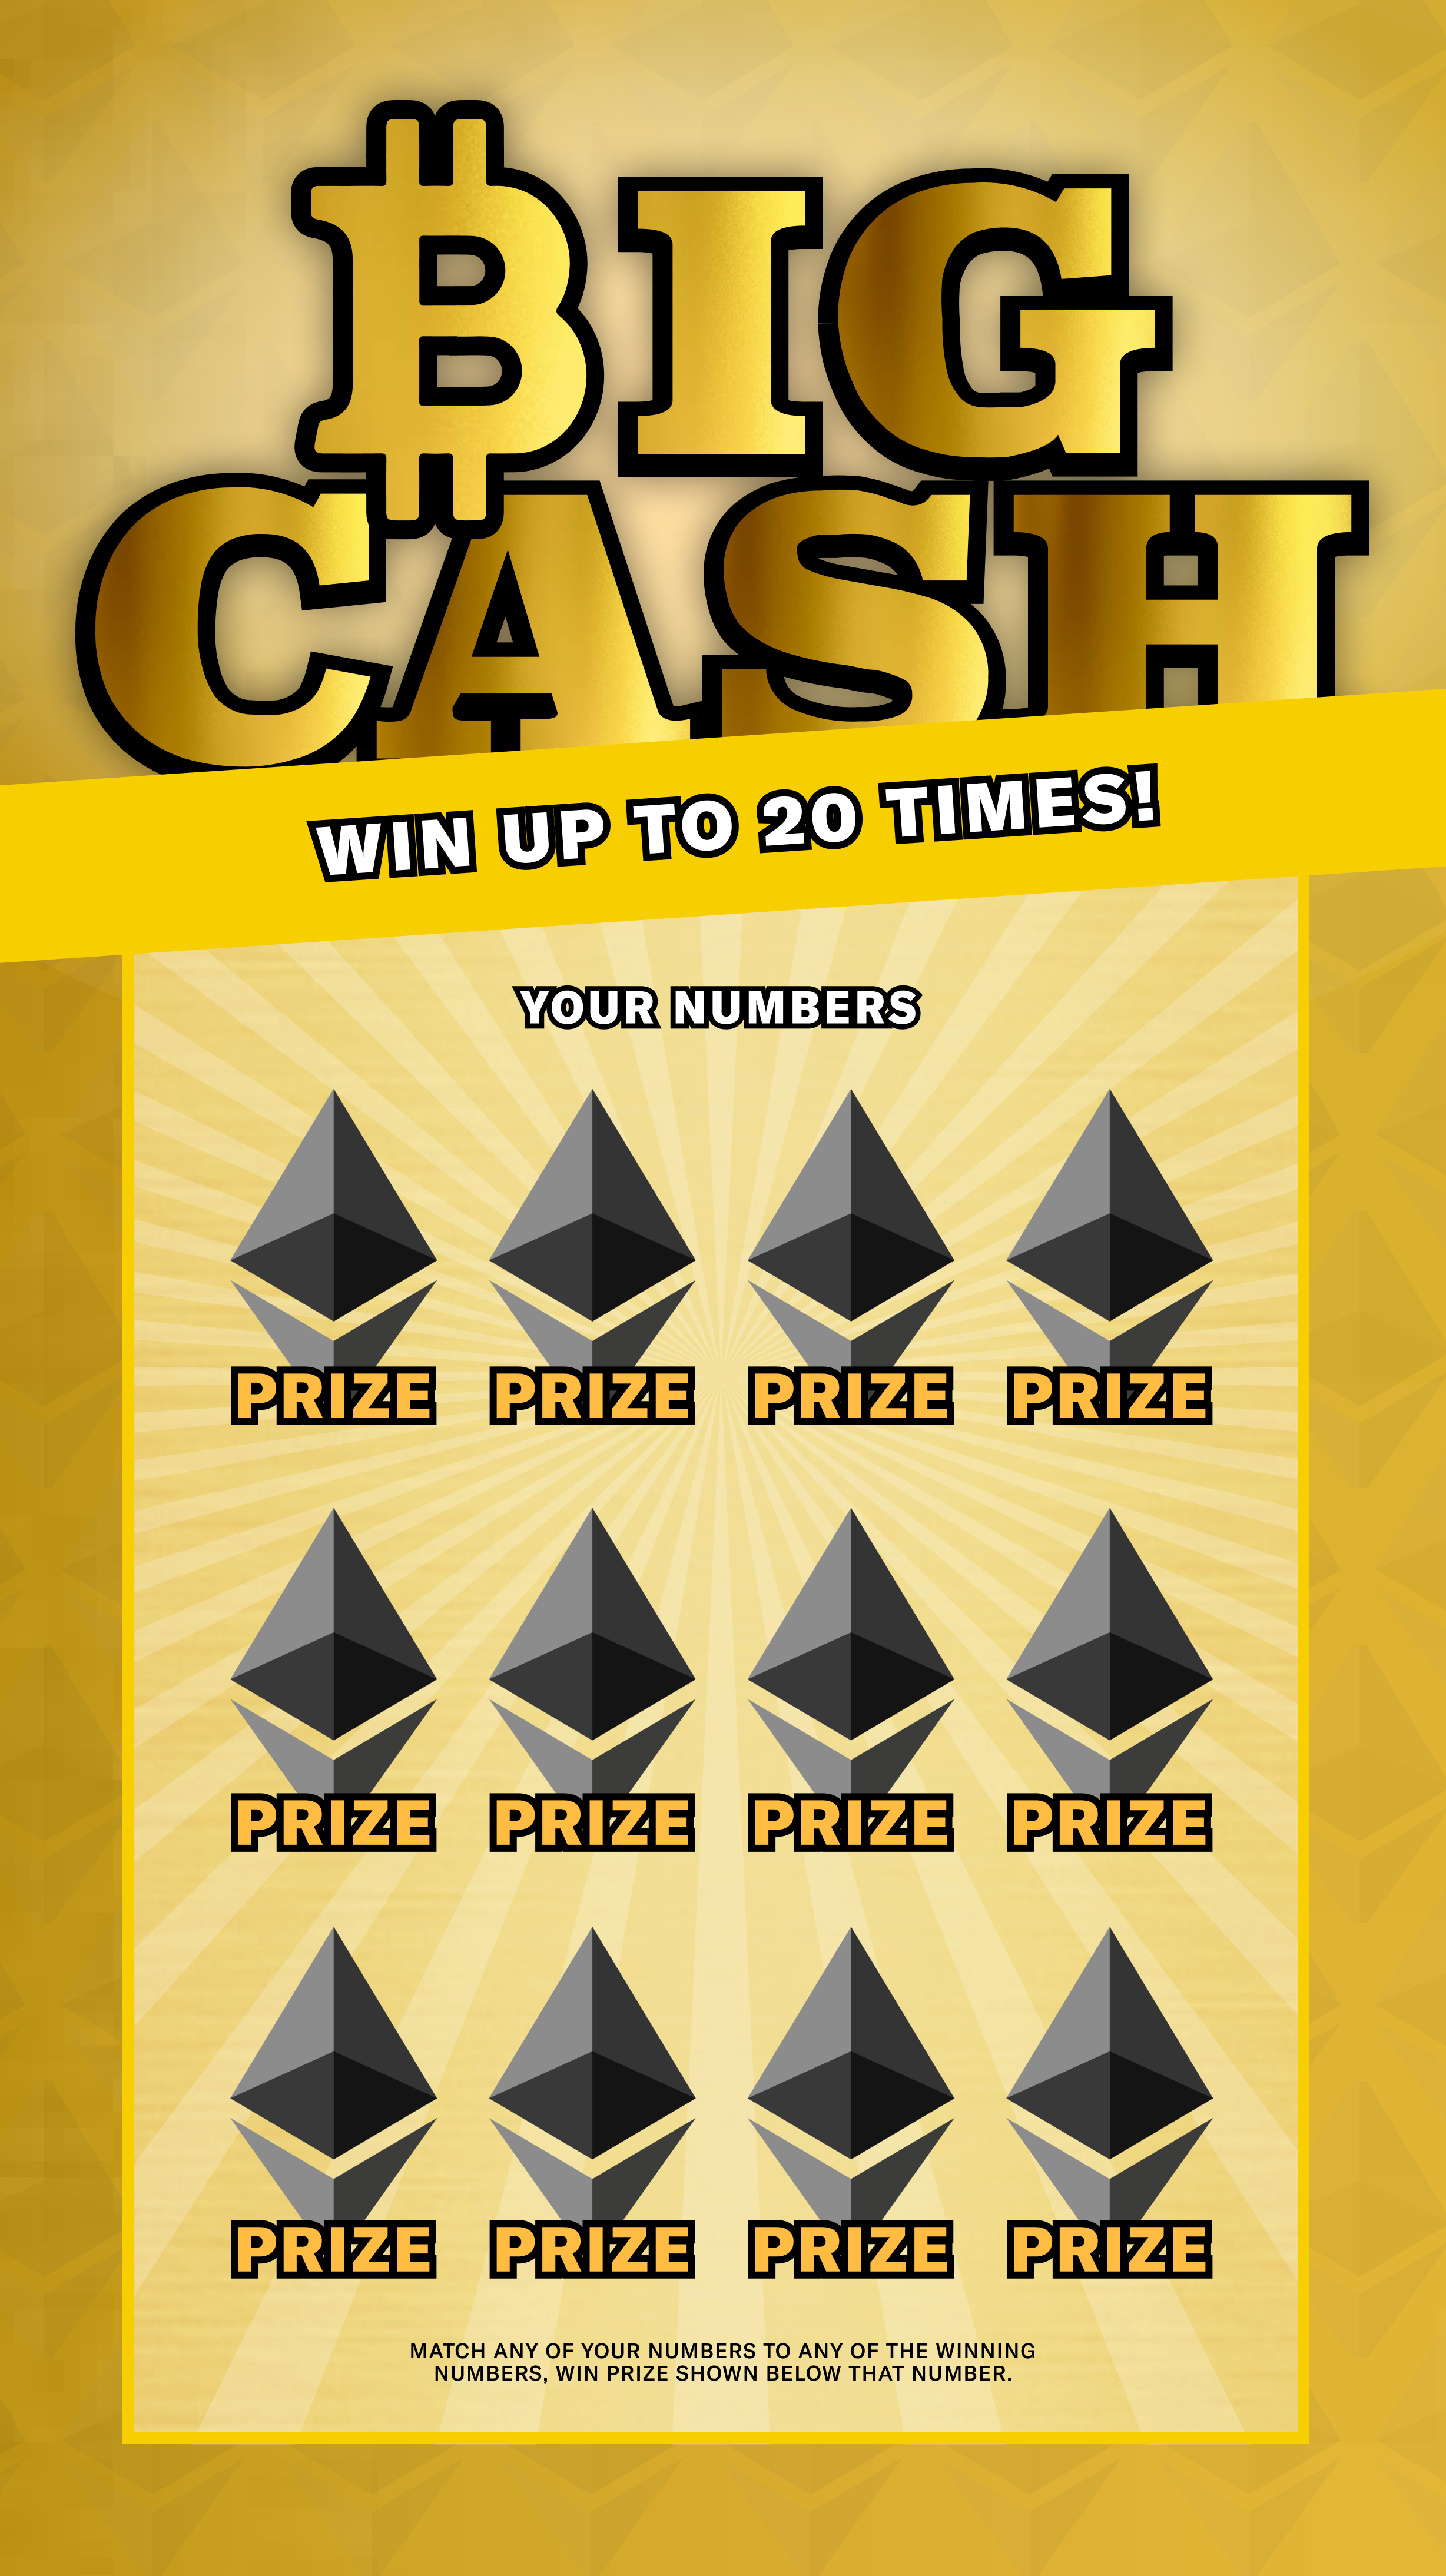 ₿IG
CASH
WIN UP TO 20 TIMES!
YOUR NUMBERS
PRIZE PRIZE PRIZE PRIZE
PRIZE PRIZE PRIZE PRIZE
PRIZE PRIZE PRIZE PRIZE
MATCH ANY OF YOUR NUMBERS TO ANY OF THE WINNING
NUMBERS, WIN PRIZE SHOWN BELOW THAT NUMBER.